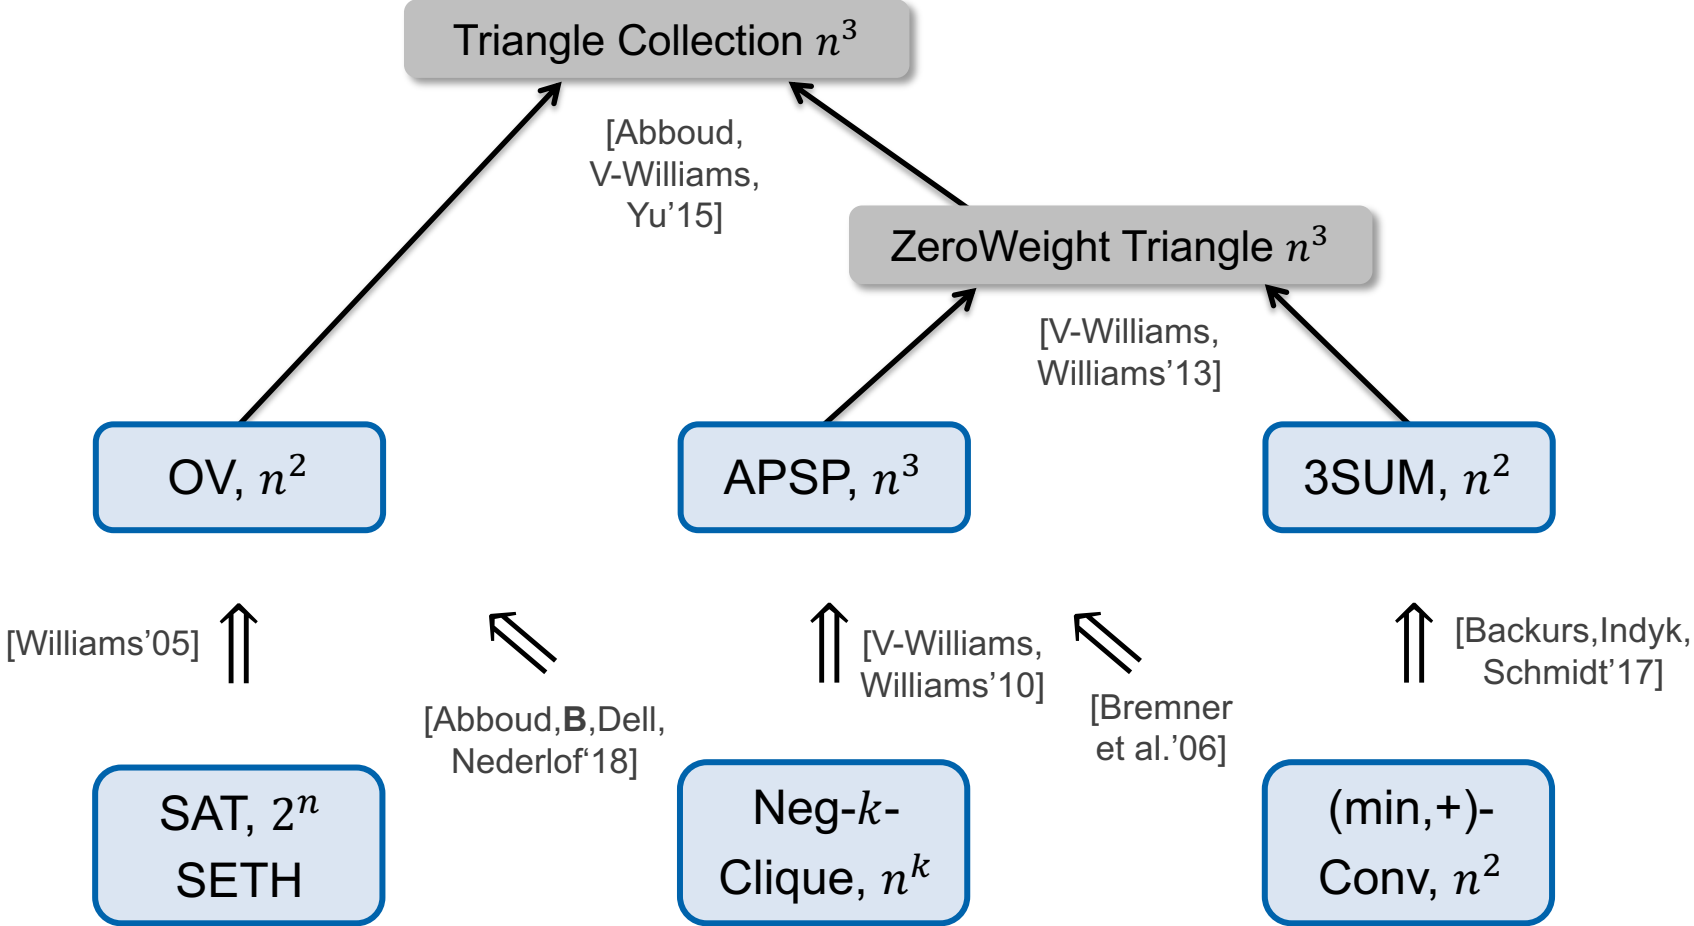 Triangle Collection n³
[Abboud,
V-Williams,
Yu’15]
ZeroWeight Triangle n³
[V-Williams,
Williams’13]
OV, n²
APSP, n³
3SUM, n²
[Williams’05]
[Abboud,B,Dell,
Nederlof‘18]
[V-Williams,
Williams’10]
[Bremner
et al.’06]
[Backurs,Indyk,
Schmidt’17]
SAT, 2ⁿ
SETH
Neg-k-
Clique, nᵏ
(min,+)-
Conv, n²